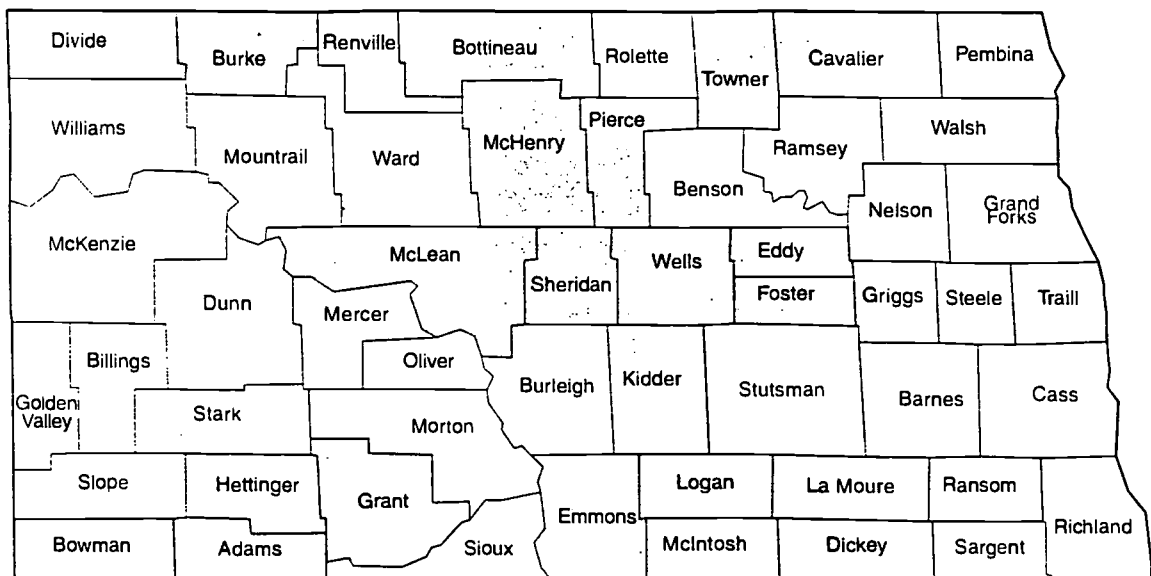 Divide
Burke
Renville
Bottineau
Rolette
Towner
Cavalier
Pembina
Williams
Mountrail
Ward
McHenry
Pierce
Benson
Ramsey
Walsh
Nelson
Grand
Forks
McKenzie
Dunn
McLean
Mercer
Oliver
Sheridan
Wells
Eddy
Foster
Griggs
Steele
Traill
Golden
Valley
Billings
Stark
Morton
Burleigh
Kidder
Stutsman
Barnes
Cass
Slope
Hettinger
Grant
Emmons
Logan
La Moure
Ransom
Richland
Bowman
Adams
Sioux
McIntosh
Dickey
Sargent